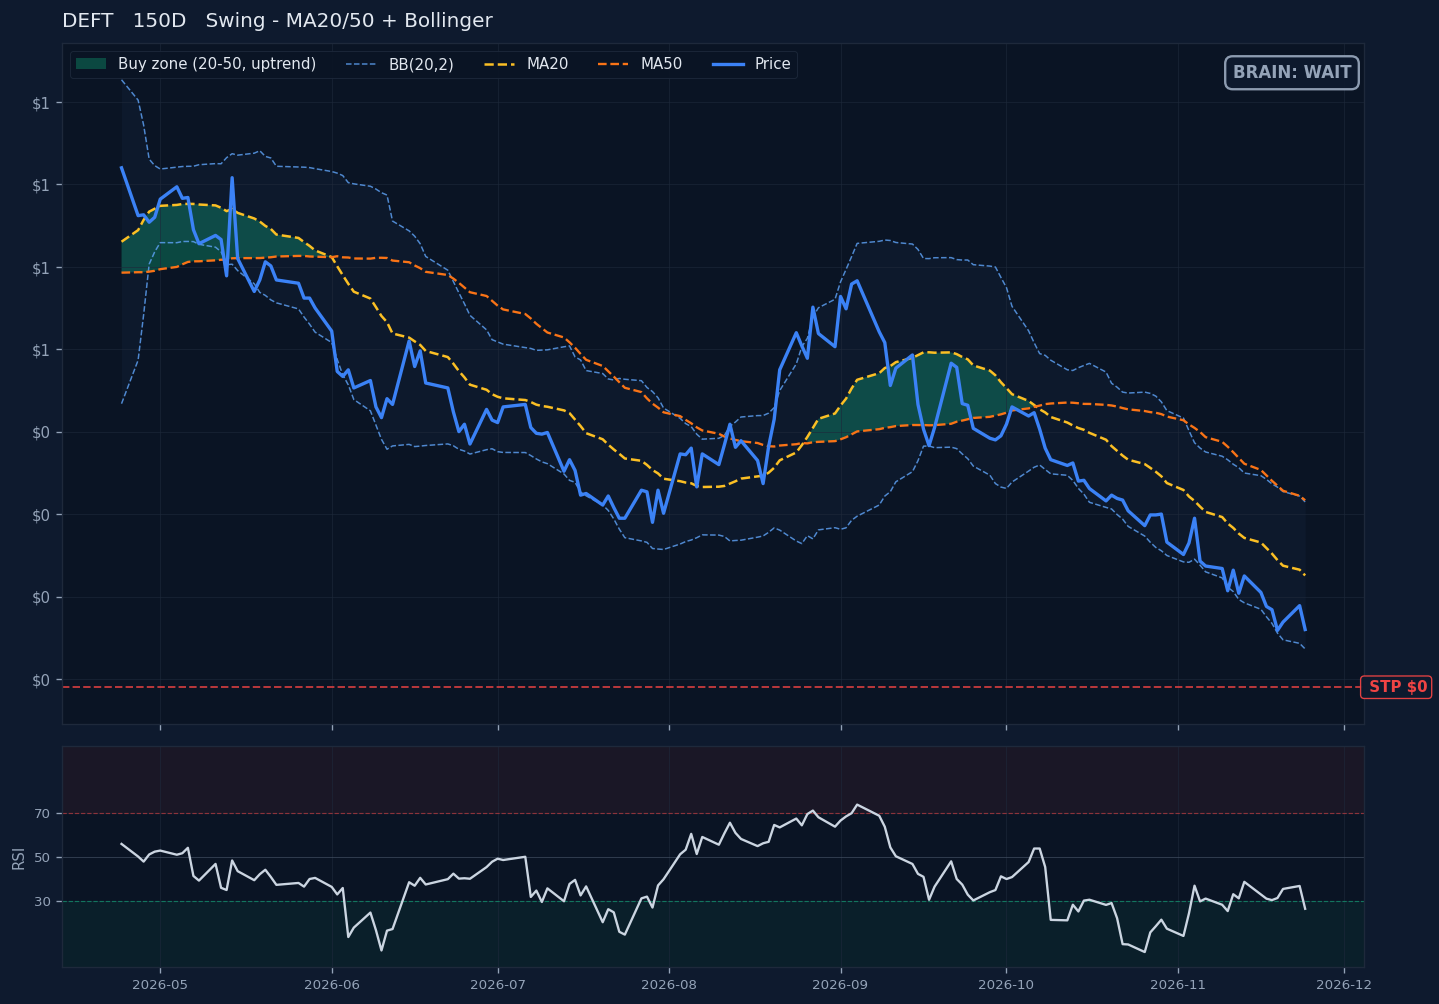 DEFT 150D Swing - MA20/50 + Bollinger
Buy zone (20-50, uptrend) BB(20,2) MA20 MA50 Price
BRAIN: WAIT
$1
$1
$1
$1
$0
$0
$0
$0
STP $0
70
50
30
RSI
2026-05 2026-06 2026-07 2026-08 2026-09 2026-10 2026-11 2026-12